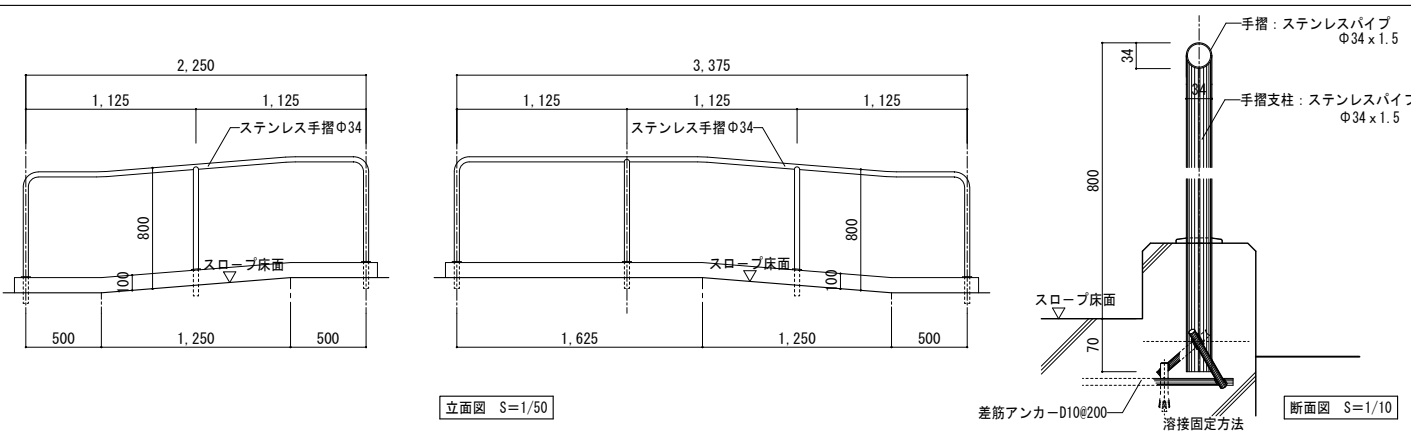 2,250
1,125
1,125
ステンレス手摺Φ34
800
100
スロープ床面
500
1,250
500
3,375
1,125
1,125
1,125
ステンレス手摺Φ34
800
100
スロープ床面
1,625
1,250
500
立面図 S=1/50
手摺：ステンレスパイプ
Φ34x1.5
34
34
手摺支柱：ステンレスパイプ
Φ34x1.5
800
スロープ床面
70
差筋アンカーD10@200
溶接固定方法
断面図 S=1/10